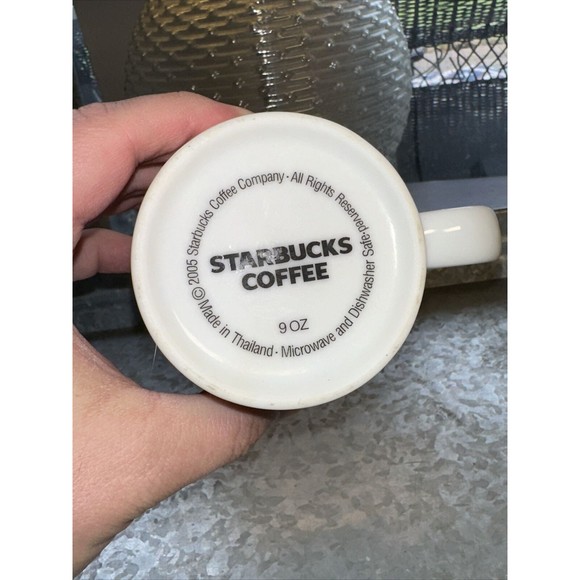 © 2005 Starbucks Coffee Company · All Rights Reserved ·
STARBUCKS
COFFEE
9 OZ
Made in Thailand · Microwave and Dishwasher Safe